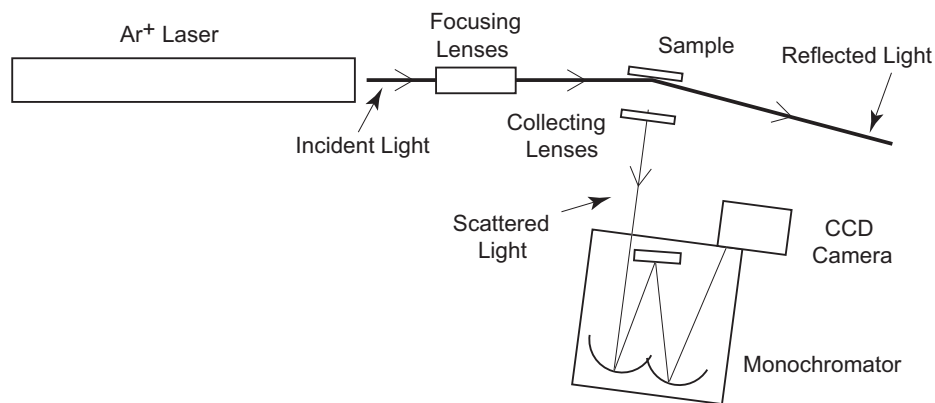 Ar+ Laser
Focusing
Lenses
Sample
Reflected Light
Incident Light
Collecting
Lenses
Scattered
Light
CCD
Camera
Monochromator